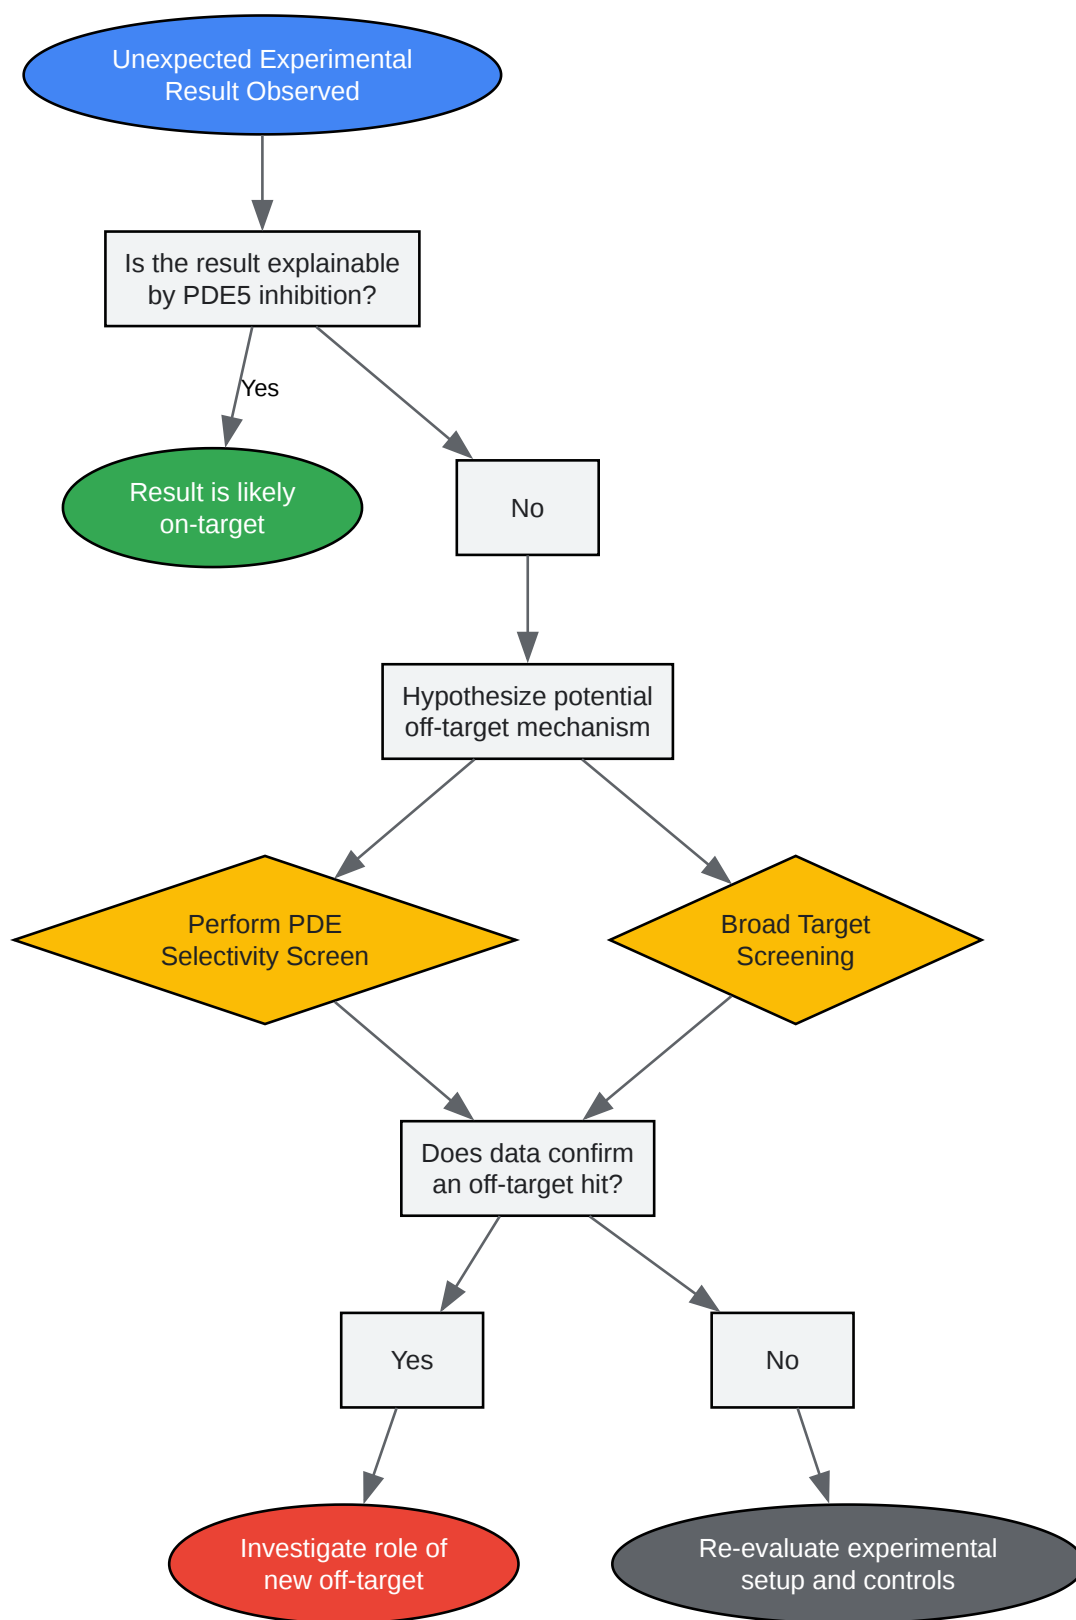 Unexpected Experimental
Result Observed
Is the result explainable
by PDE5 inhibition?
Yes
Result is likely
on-target
No
Hypothesize potential
off-target mechanism
Perform PDE
Selectivity Screen
Broad Target
Screening
Does data confirm
an off-target hit?
Yes
No
Investigate role of
new off-target
Re-evaluate experimental
setup and controls